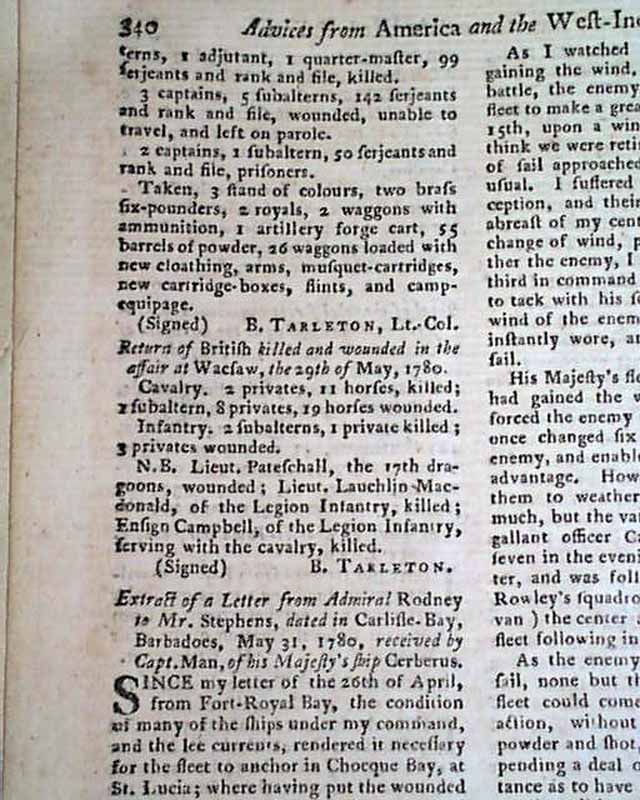 340 Advices from America and the West-Ind
terns, 1 adjutant, 1 quarter-maſter, 99
ſerjeants and rank and file, killed.
3 captains, 5 ſubalterns, 142 ſerjeants
and rank and file, wounded, unable to
travel, and left on parole.
2 captains, 1 ſubaltern, 50 ſerjeants and
rank and file, priſoners.
Taken, 3 ſtand of colours, two braſs
ſix-pounders, 2 royals, 2 waggons with
ammunition, 1 artillery forge cart, 55
barrels of powder, 26 waggons loaded with
new cloathing, arms, muſquet-cartridges,
new cartridge-boxes, flints, and camp-
equipage.
(Signed) B. TARLETON, Lt.-Col.
Return of Britiſh killed and wounded in the
affair at Wacſaw, the 29th of May, 1780.
Cavalry. 2 privates, 11 horſes, killed;
1 ſubaltern, 8 privates, 19 horſes wounded.
Infantry. 2 ſubalterns, 1 private killed;
3 privates wounded.
N.B. Lieut. Pateſchall, the 17th dra-
goons, wounded; Lieut. Lauchlin Mac-
donald, of the Legion Infantry, killed;
Enſign Campbell, of the Legion Infantry,
ſerving with the cavalry, killed.
(Signed) B. TARLETON.
Extract of a Letter from Admiral Rodney
to Mr. Stephens, dated in Carliſle-Bay,
Barbadoes, May 31, 1780, received by
Capt. Man, of his Majeſty's ſhip Cerberus.
SINCE my letter of the 26th of April,
from Fort-Royal Bay, the condition
of many of the ſhips under my command,
and the lee currents, rendered it neceſſary
for the fleet to anchor in Chocque Bay, at
St. Lucia; where having put the wounded
As I watched
gaining the wind,
battle, the enemy
fleet to make a grea
15th, upon a win
think we were retir
of ſail approached
uſual. I ſuffered
ception, and their
abreaſt of my cent
change of wind, p
ther the enemy, I
third in command
to tack with his ſ
wind of the enem
inſtantly wore, an
ſail.
His Majeſty's fle
had gained the w
forced the enemy
once changed ſix
enemy, and enable
advantage. How
them to weather
much, but the va
gallant officer Ca
ſeven in the eveni
ter, and was foll
Rowley's ſquadro
van ) the center a
fleet following in
As the enemy
ſail, none but th
fleet could come
action, without
powder and ſhot,
pending a deal o
tance as to have